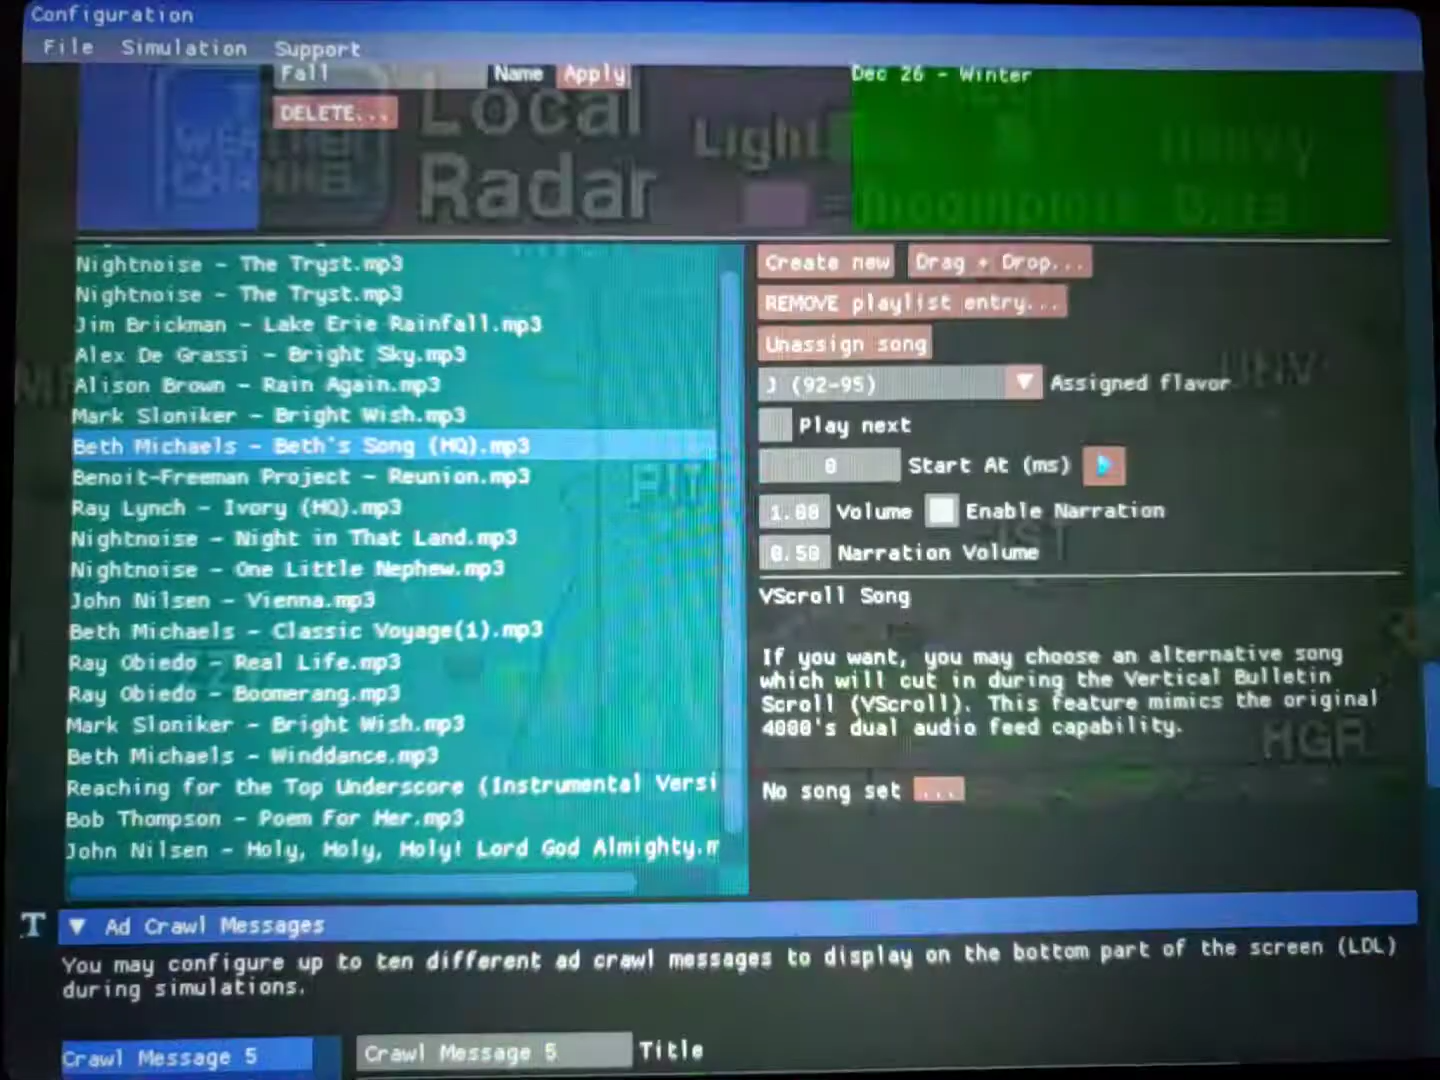 Configuration
File Simulation Support
Fall Name Apply
Dec 26 - Winter
DELETE...
WEATHER
CHANNEL
Local
Radar
Light
Heavy
Nightnoise - The Tryst.mp3
Nightnoise - The Tryst.mp3
Jim Brickman - Lake Erie Rainfall.mp3
Alex De Grassi - Bright Sky.mp3
Alison Brown - Rain Again.mp3
Mark Sloniker - Bright Wish.mp3
Beth Michaels - Beth's Song (HQ).mp3
Benoit-Freeman Project - Reunion.mp3
Ray Lynch - Ivory (HQ).mp3
Nightnoise - Night in That Land.mp3
Nightnoise - One Little Nephew.mp3
John Nilsen - Vienna.mp3
Beth Michaels - Classic Voyage(1).mp3
Ray Obiedo - Real Life.mp3
Ray Obiedo - Boomerang.mp3
Mark Sloniker - Bright Wish.mp3
Beth Michaels - Winddance.mp3
Reaching for the Top Underscore (Instrumental Versi
Bob Thompson - Poem For Her.mp3
John Nilsen - Holy, Holy, Holy! Lord God Almighty.m
Create new Drag + Drop...
REMOVE playlist entry...
Unassign song
J (92-95) Assigned flavor
Play next
0 Start At (ms)
1.00 Volume Enable Narration
0.50 Narration Volume
VScroll Song
If you want, you may choose an alternative song
which will cut in during the Vertical Bulletin
Scroll (VScroll). This feature mimics the original
4000's dual audio feed capability.
HGR
No song set ...
T Ad Crawl Messages
You may configure up to ten different ad crawl messages to display on the bottom part of the screen (LDL)
during simulations.
Crawl Message 5 Crawl Message 5 Title